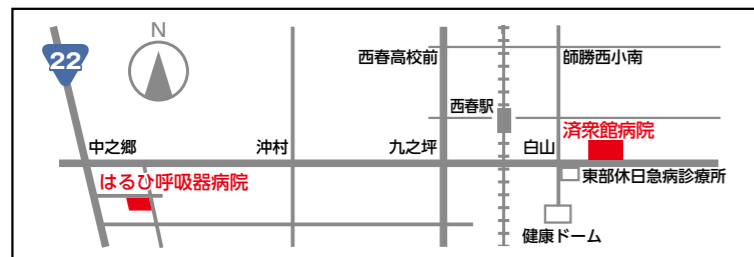 N
22
西春高校前
師勝西小南
西春駅
済衆館病院
中之郷
沖村
九之坪
白山
はるひ呼吸器病院
東部休日急病診療所
健康ドーム